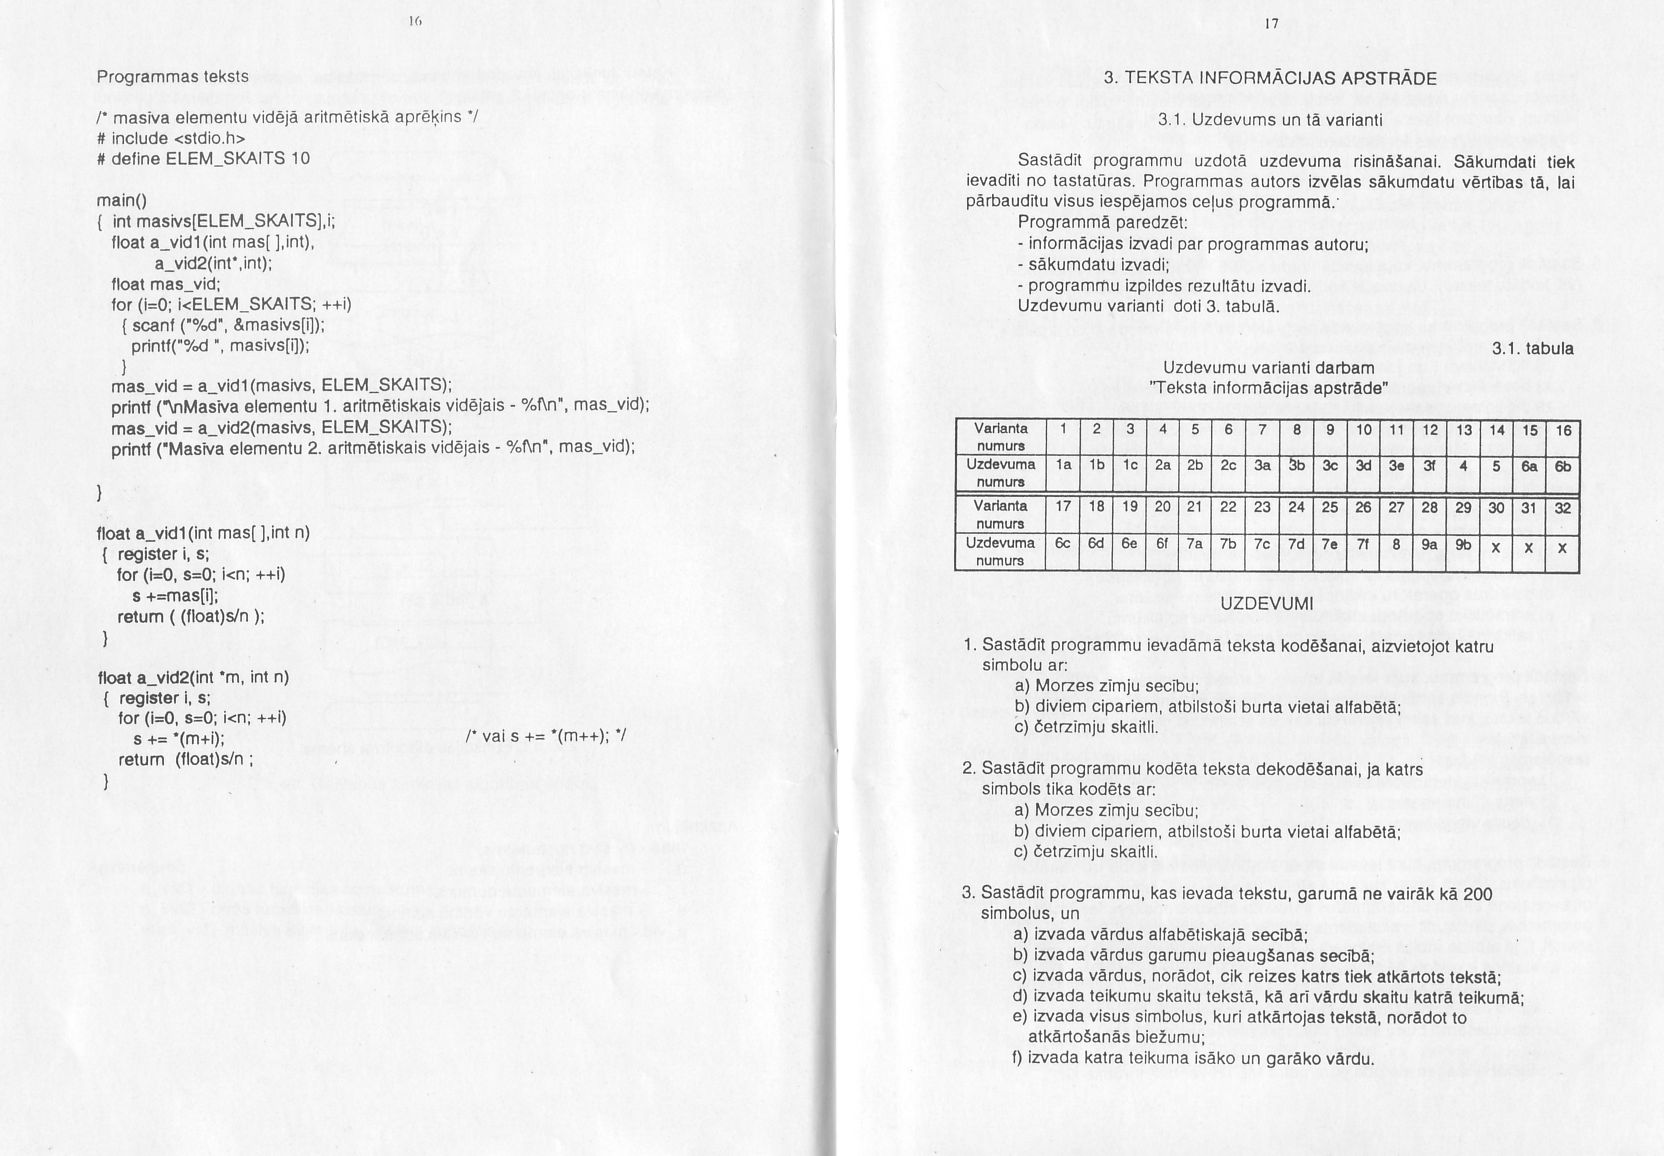 16
Programmas teksts
/* masīva elementu vidējā aritmētiskā aprēķins */
# include <stdio.h>
# define ELEM_SKAITS 10
main()
{ int masivs[ELEM_SKAITS],i;
float a_vid1(int mas[ ],int),
a_vid2(int*,int);
float mas_vid;
for (i=0; i<ELEM_SKAITS; ++i)
{ scanf ("%d", &masivs[i]);
printf("%d ", masivs[i]);
}
mas_vid = a_vid1(masivs, ELEM_SKAITS);
printf ("\nMasīva elementu 1. aritmētiskais vidējais - %f\n", mas_vid);
mas_vid = a_vid2(masivs, ELEM_SKAITS);
printf ("Masīva elementu 2. aritmētiskais vidējais - %f\n", mas_vid);
}
float a_vid1(int mas[ ],int n)
{ register i, s;
for (i=0, s=0; i<n; ++i)
s +=mas[i];
return ( (float)s/n );
}
float a_vid2(int *m, int n)
{ register i, s;
for (i=0, s=0; i<n; ++i)
s += *(m+i); /* vai s += *(m++); */
return (float)s/n ;
}
17
3. TEKSTA INFORMĀCIJAS APSTRĀDE
3.1. Uzdevums un tā varianti
Sastādīt programmu uzdotā uzdevuma risināšanai. Sākumdati tiek
ievadīti no tastatūras. Programmas autors izvēlas sākumdatu vērtības tā, lai
pārbaudītu visus iespējamos ceļus programmā.
Programmā paredzēt:
- informācijas izvadi par programmas autoru;
- sākumdatu izvadi;
- programmu izpildes rezultātu izvadi.
Uzdevumu varianti doti 3. tabulā.
3.1. tabula
Uzdevumu varianti darbam
"Teksta informācijas apstrāde"
Varianta numurs 1 2 3 4 5 6 7 8 9 10 11 12 13 14 15 16
Uzdevuma numurs 1a 1b 1c 2a 2b 2c 3a 3b 3c 3d 3e 3f 4 5 6a 6b
Varianta numurs 17 18 19 20 21 22 23 24 25 26 27 28 29 30 31 32
Uzdevuma numurs 6c 6d 6e 6f 7a 7b 7c 7d 7e 7f 8 9a 9b x x x
UZDEVUMI
1. Sastādīt programmu ievadāmā teksta kodēšanai, aizvietojot katru
simbolu ar:
a) Morzes zīmju secību;
b) diviem cipariem, atbilstoši burta vietai alfabētā;
c) četrzīmju skaitli.
2. Sastādīt programmu kodēta teksta dekodēšanai, ja katrs
simbols tika kodēts ar:
a) Morzes zīmju secību;
b) diviem cipariem, atbilstoši burta vietai alfabētā;
c) četrzīmju skaitli.
3. Sastādīt programmu, kas ievada tekstu, garumā ne vairāk kā 200
simbolus, un
a) izvada vārdus alfabētiskajā secībā;
b) izvada vārdus garumu pieaugšanas secībā;
c) izvada vārdus, norādot, cik reizes katrs tiek atkārtots tekstā;
d) izvada teikumu skaitu tekstā, kā arī vārdu skaitu katrā teikumā;
e) izvada visus simbolus, kuri atkārtojas tekstā, norādot to
atkārtošanās biežumu;
f) izvada katra teikuma īsāko un garāko vārdu.